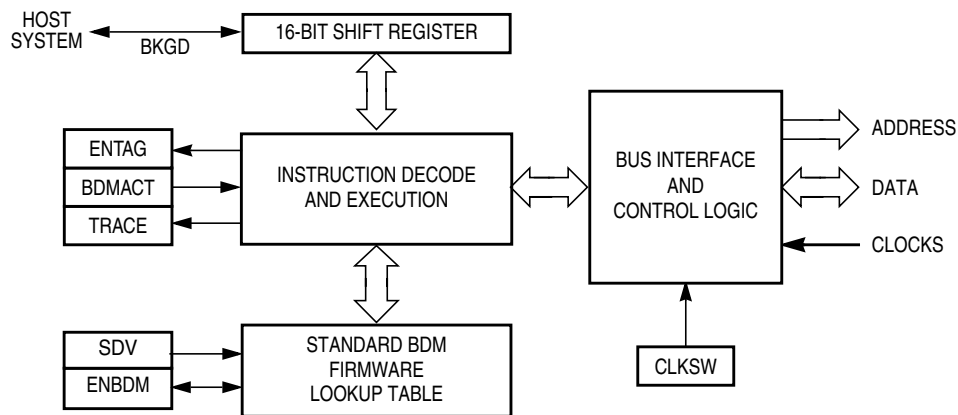 HOST
SYSTEM
BKGD
16-BIT SHIFT REGISTER
ENTAG
BDMACT
TRACE
INSTRUCTION DECODE
AND EXECUTION
BUS INTERFACE
AND
CONTROL LOGIC
ADDRESS
DATA
CLOCKS
SDV
ENBDM
STANDARD BDM
FIRMWARE
LOOKUP TABLE
CLKSW